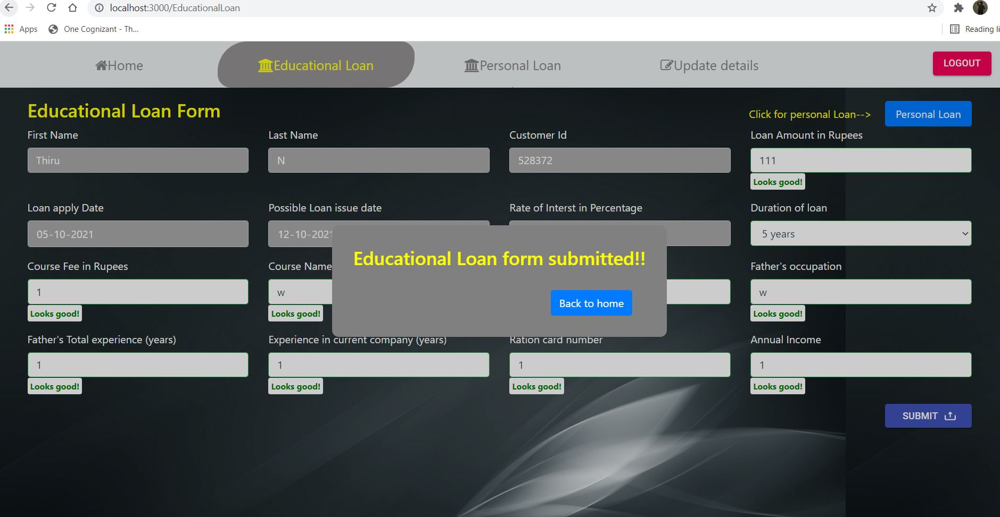 localhost:3000/EducationalLoan
Apps One Cognizant - Th... Reading li
Home Educational Loan Personal Loan Update details LOGOUT
Educational Loan Form Click for personal Loan--> Personal Loan
First Name Last Name Customer Id Loan Amount in Rupees
Thiru N 528372 111
Looks good!
Loan apply Date Possible Loan issue date Rate of Interst in Percentage Duration of loan
05-10-2021 12-10-2021 5 years
Educational Loan form submitted!!
Back to home
Course Fee in Rupees Course Name Father's occupation
1 w w
Looks good! Looks good! Looks good!
Father's Total experience (years) Experience in current company (years) Ration card number Annual Income
1 1 1 1
Looks good! Looks good! Looks good! Looks good!
SUBMIT